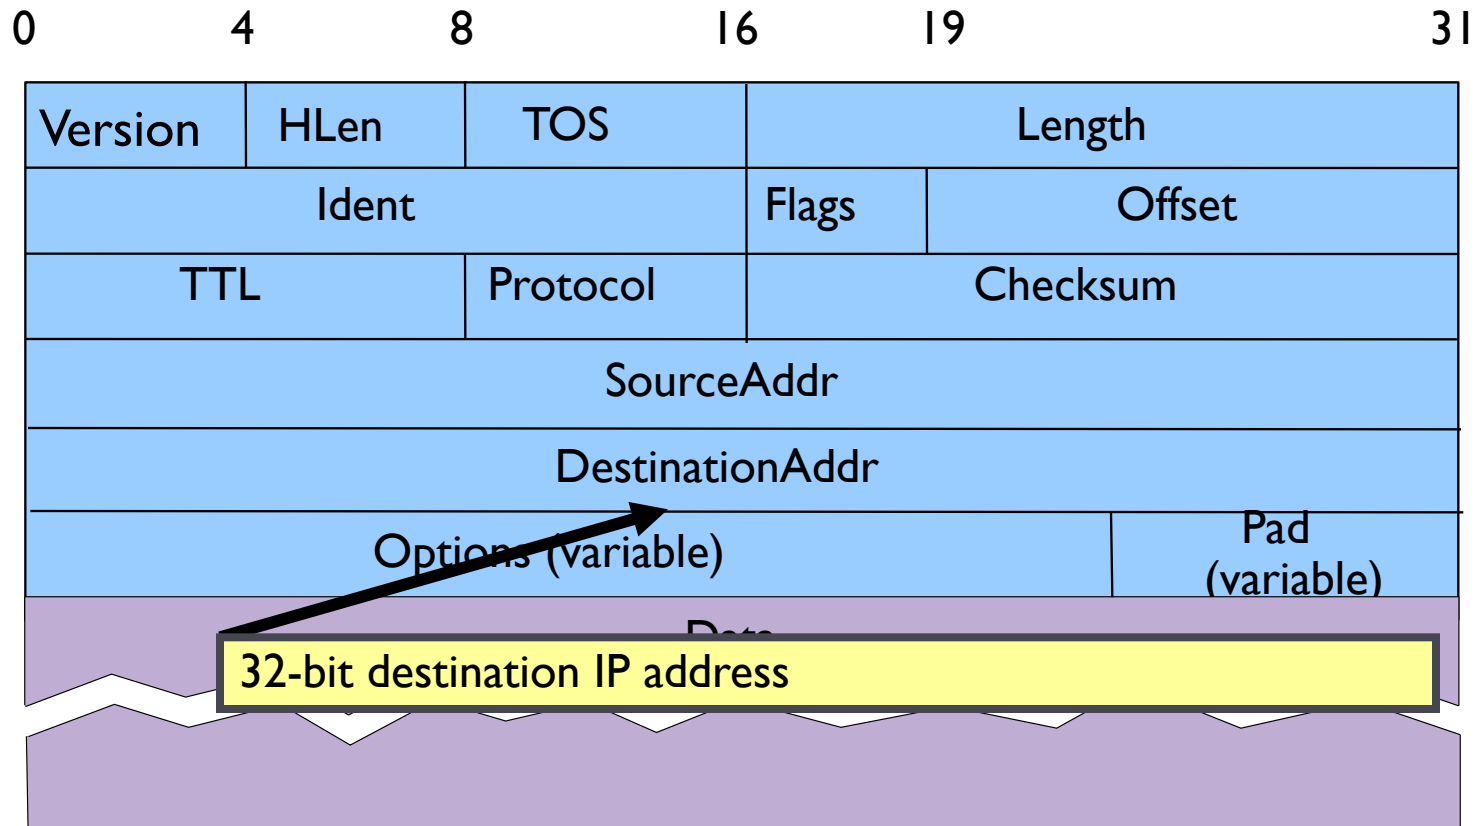 0 4 8 16 19 31
Version HLen TOS Length
Ident Flags Offset
TTL Protocol Checksum
SourceAddr
DestinationAddr
Options (variable) Pad
(variable)
Data
32-bit destination IP address